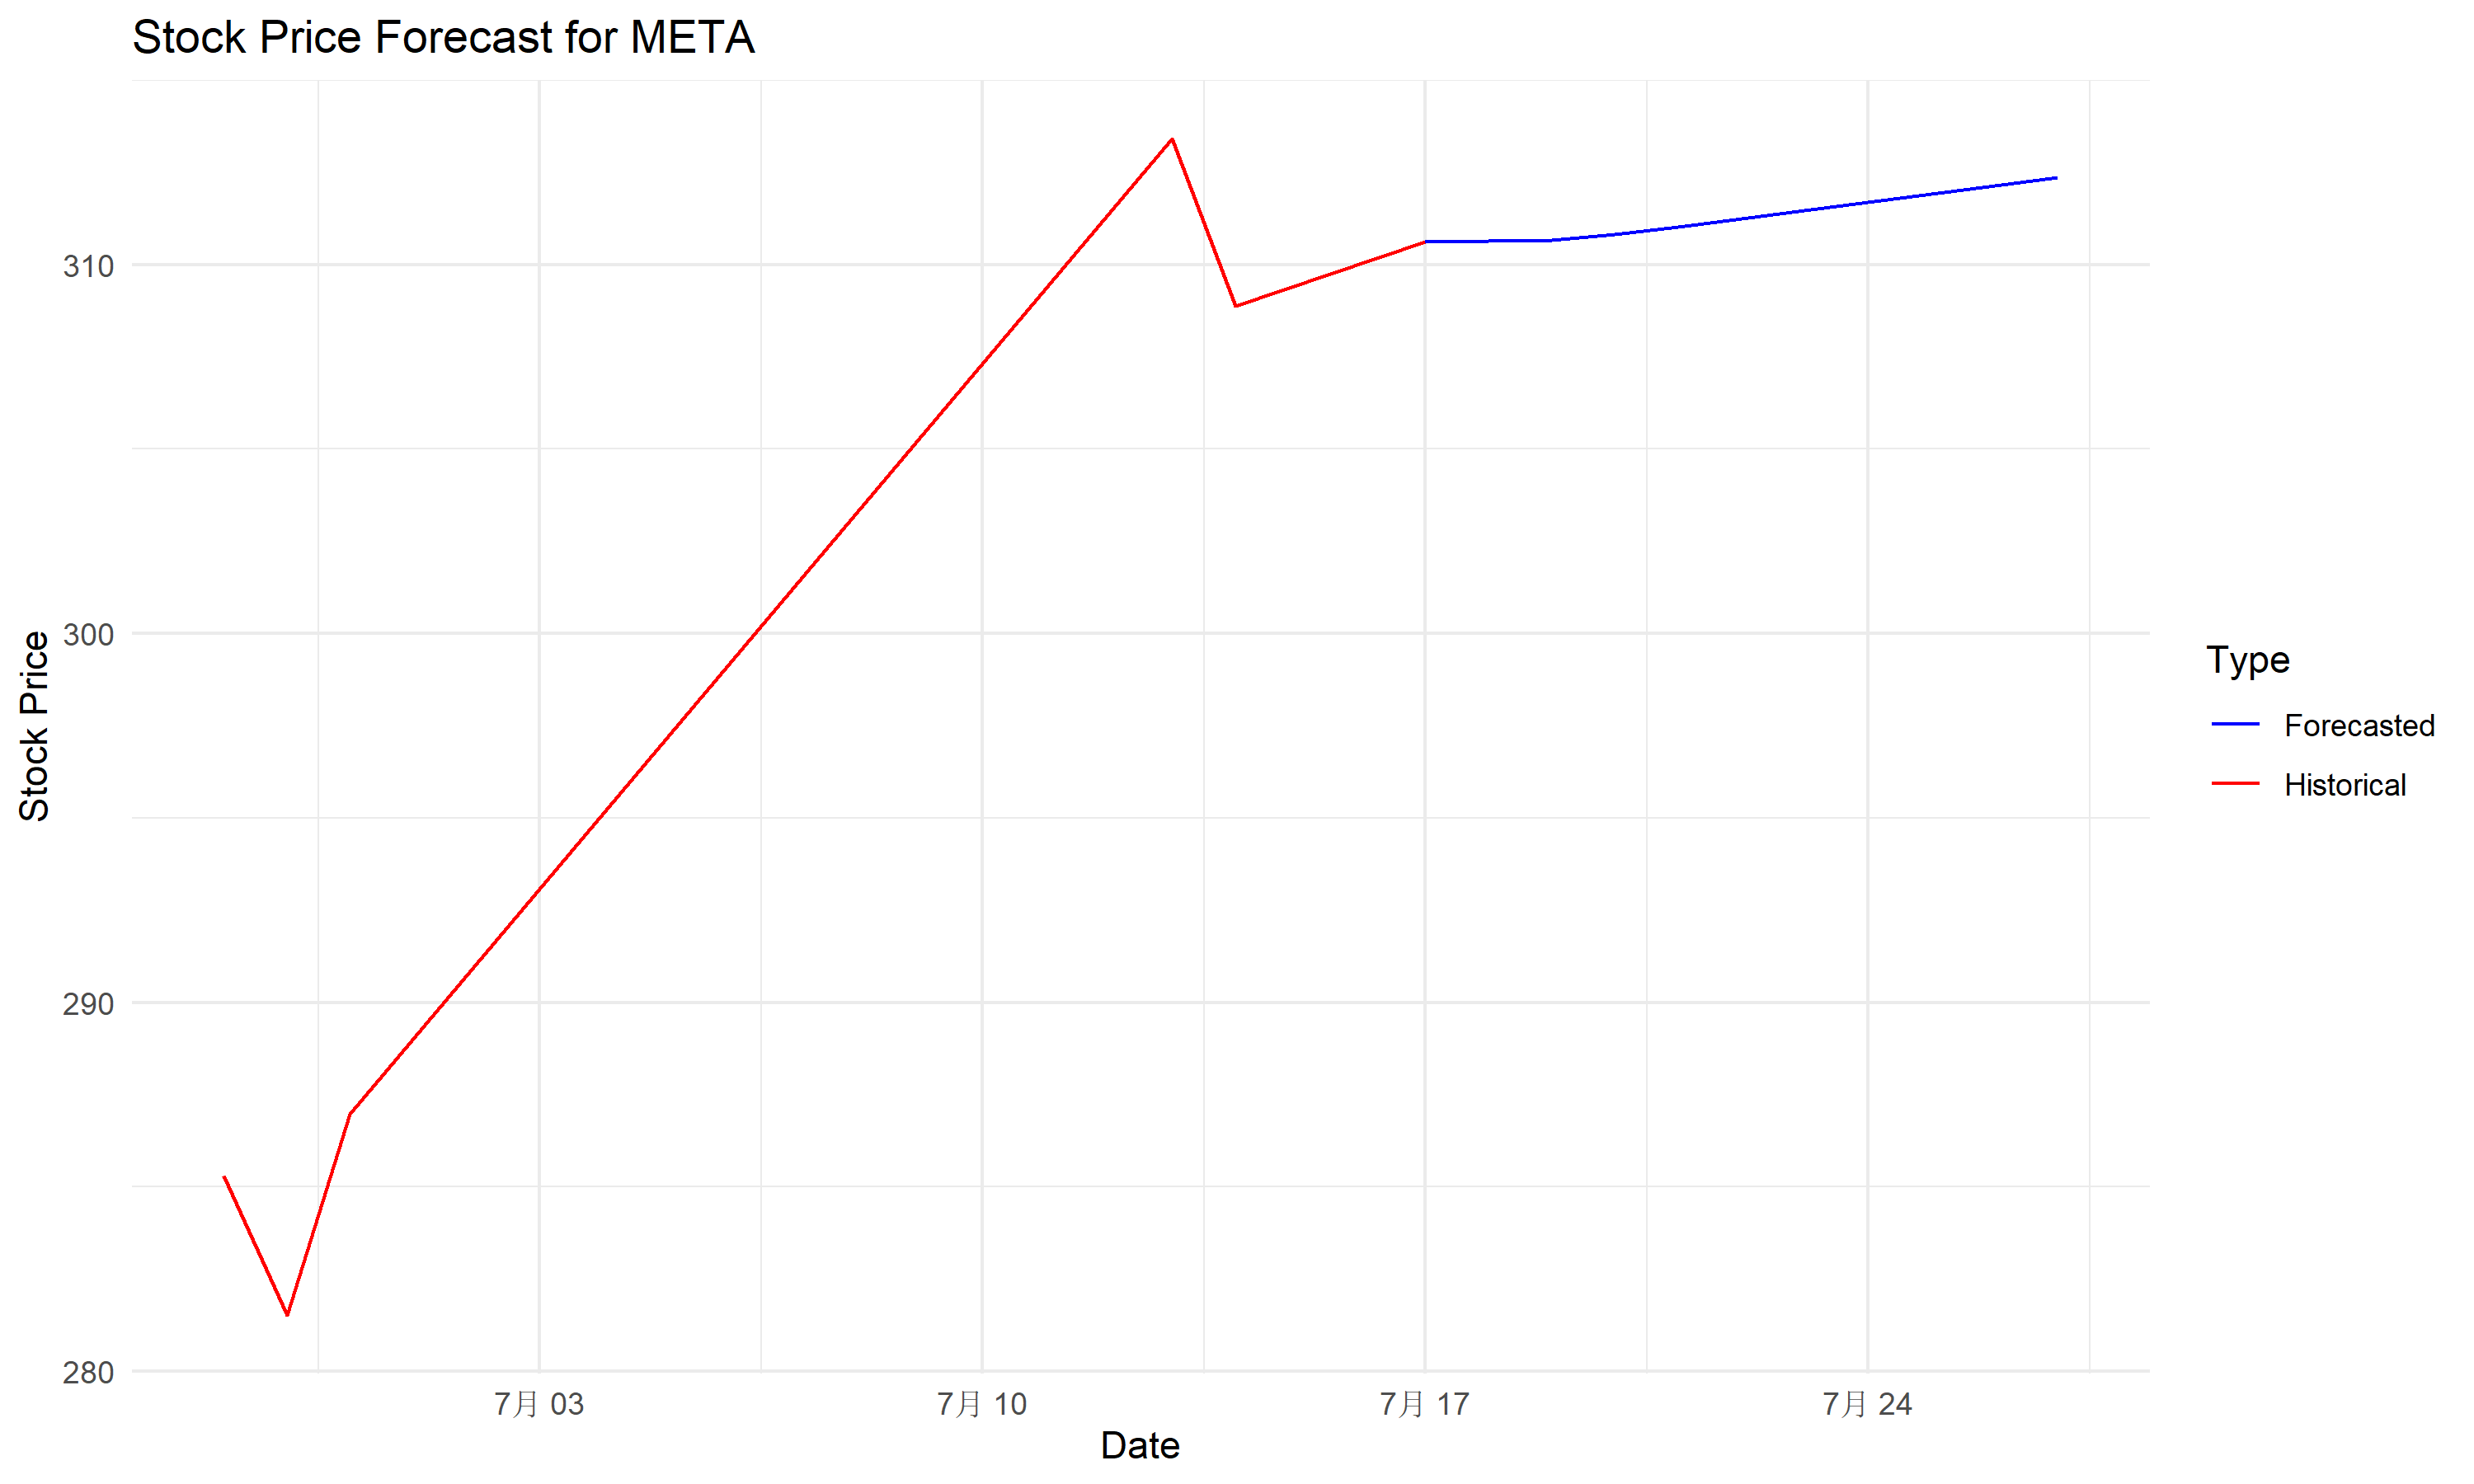 Stock Price Forecast for META
310
300
290
280
Stock Price
7月 03
7月 10
7月 17
7月 24
Date
Type
Forecasted
Historical